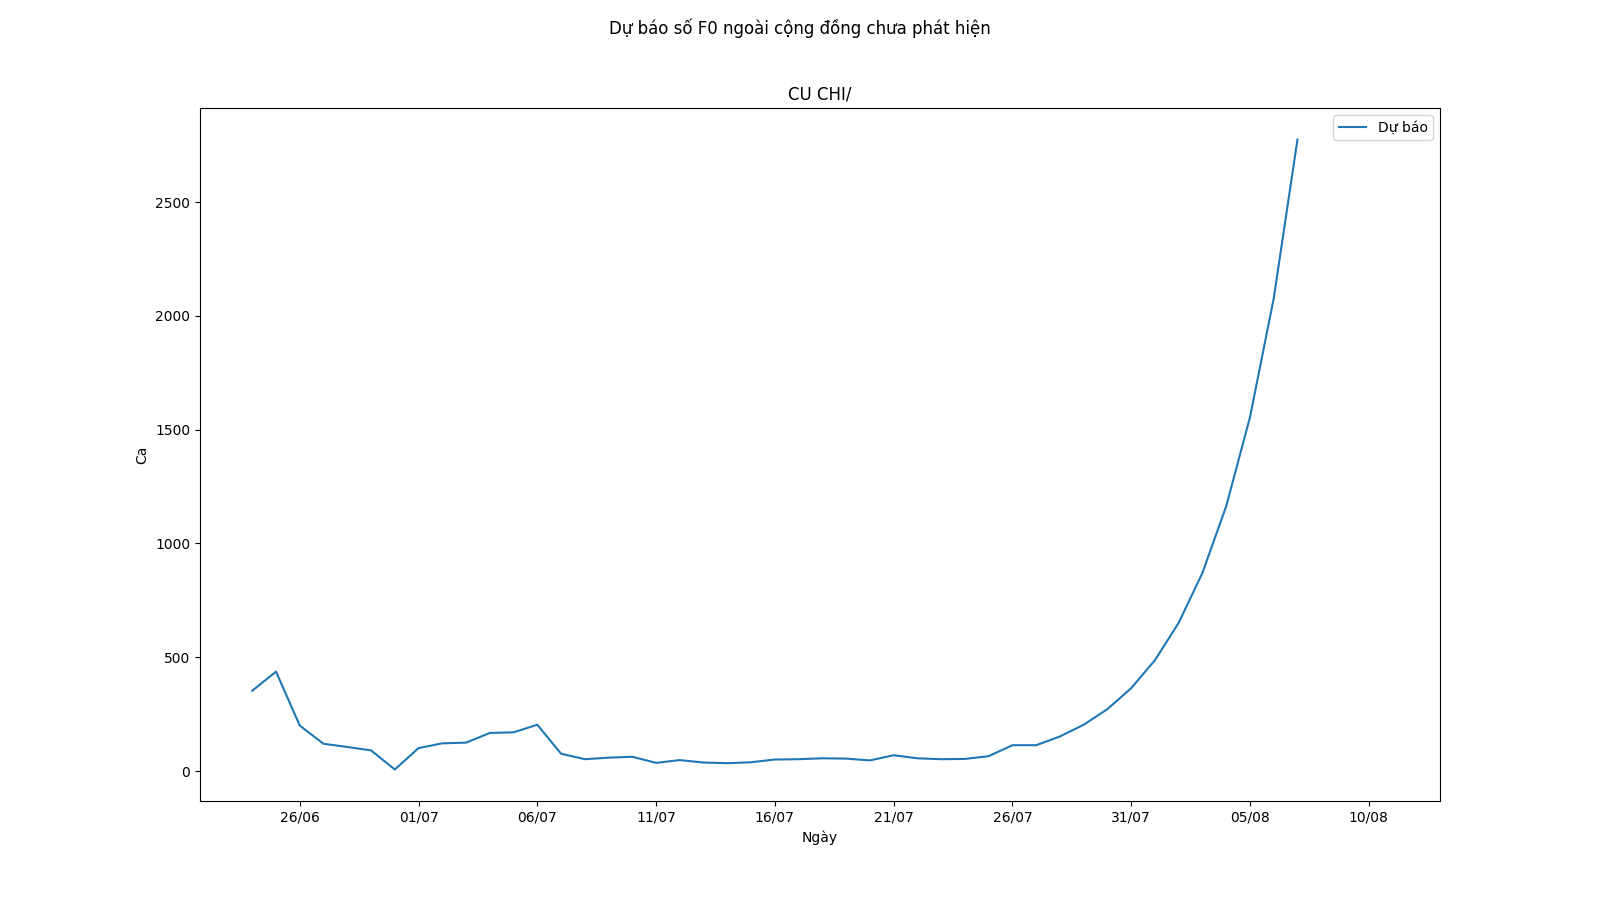 Dự báo số F0 ngoài cộng đồng chưa phát hiện
CU CHI/
Dự báo
2500
2000
1500
1000
500
0
Ca
26/06 01/07 06/07 11/07 16/07 21/07 26/07 31/07 05/08 10/08
Ngày